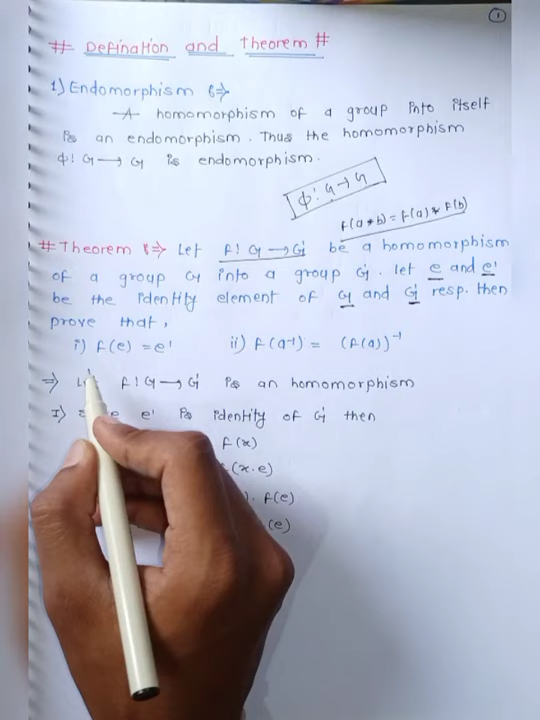 1
# Defination and theorem #
1) Endomorphism :⇒
A homomorphism of a group into itself
is an endomorphism. Thus the homomorphism
ϕ: G → G is endomorphism.
ϕ: G → G
f(a * b) = f(a) * f(b)
# Theorem :⇒ Let f: G → G' be a homomorphism
of a group G into a group G'. let e and e'
be the identity element of G and G' resp. then
prove that,
i) f(e) = e' ii) f(a⁻¹) = (f(a))⁻¹
⇒ f: G → G' is an homomorphism
I) e' is identity of G' then
f(x)
(x.e)
). f(e)
(e)